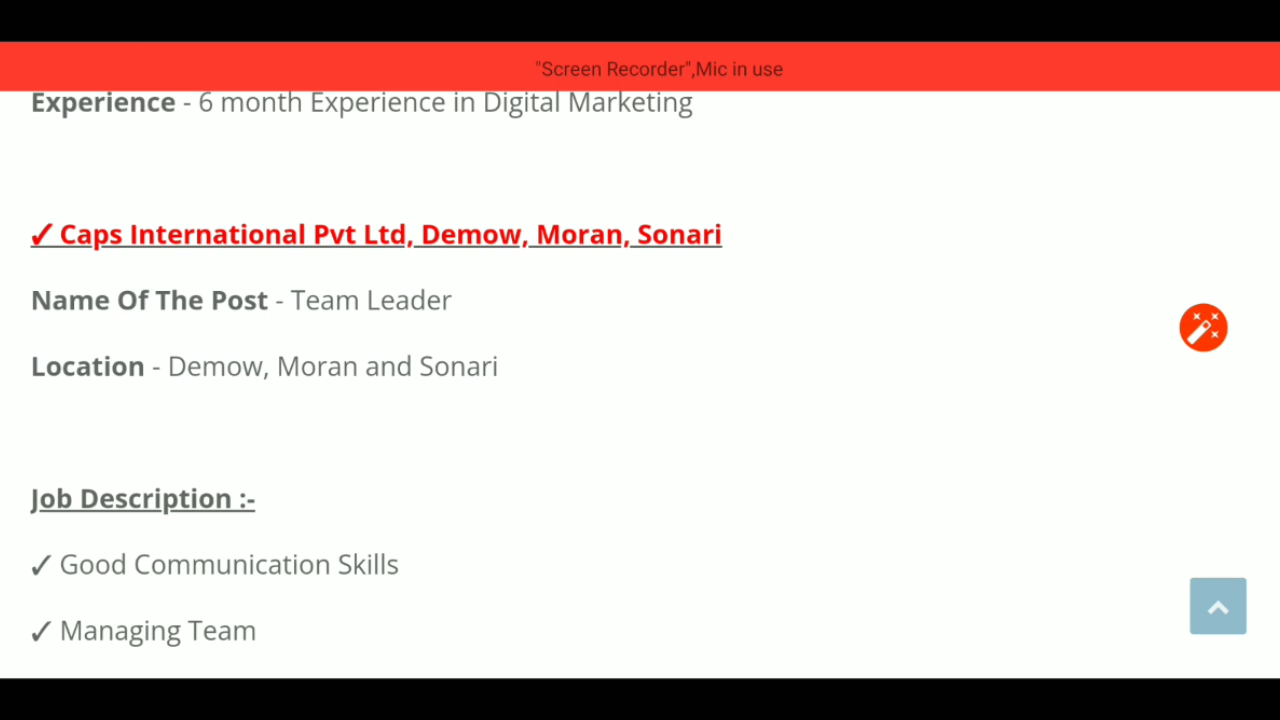 "Screen Recorder",Mic in use
Experience - 6 month Experience in Digital Marketing
✓ Caps International Pvt Ltd, Demow, Moran, Sonari
Name Of The Post - Team Leader
Location - Demow, Moran and Sonari
Job Description :-
✓ Good Communication Skills
✓ Managing Team